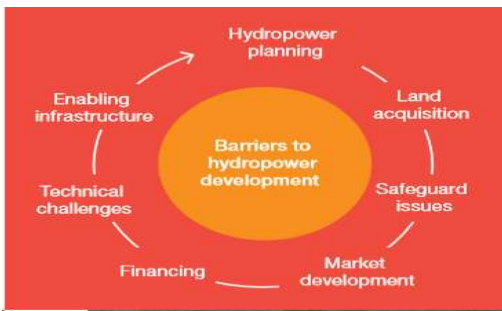 Hydropower
planning
Land
acquisition
Safeguard
issues
Market
development
Financing
Technical
challenges
Enabling
infrastructure
Barriers to
hydropower
development